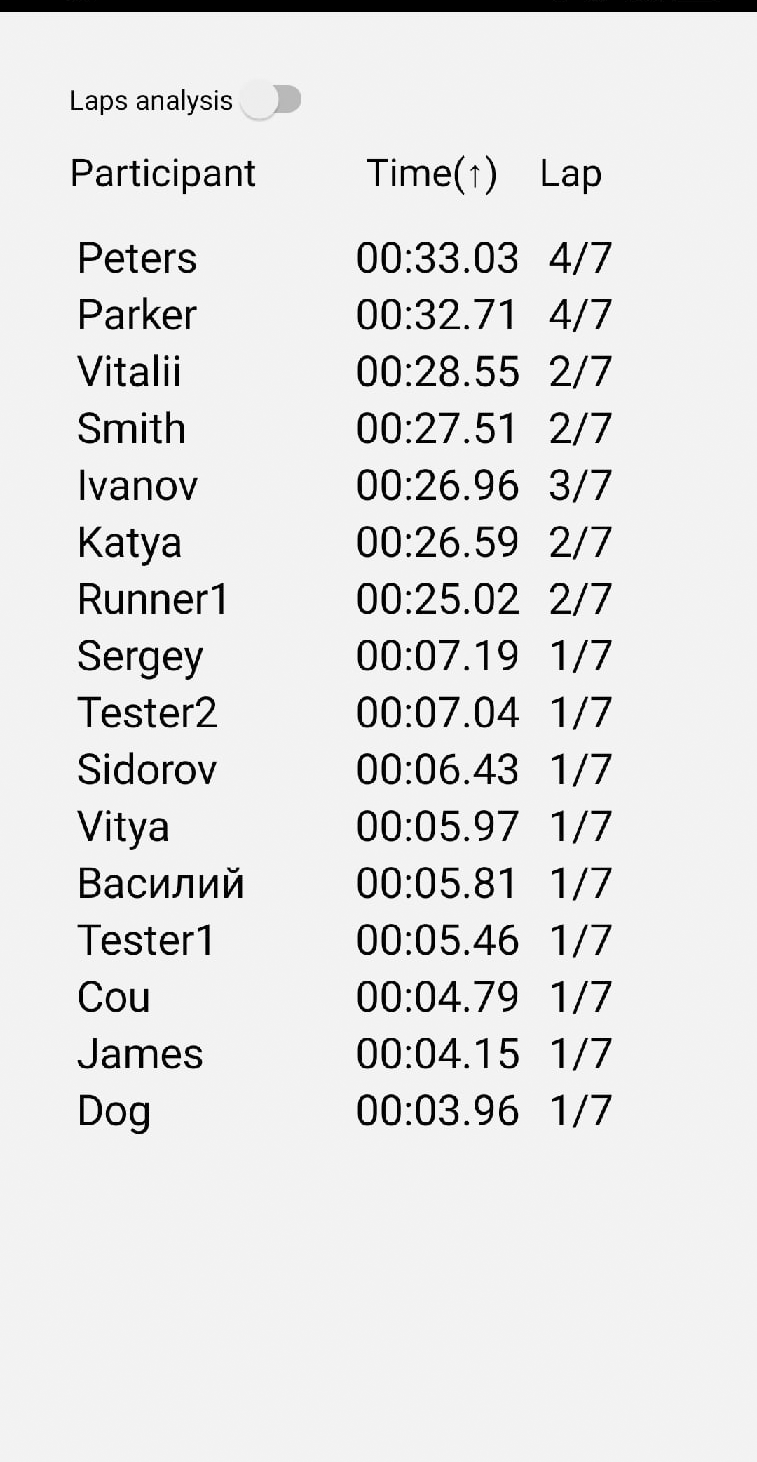 Laps analysis
Participant Time(↑) Lap
Peters 00:33.03 4/7
Parker 00:32.71 4/7
Vitalii 00:28.55 2/7
Smith 00:27.51 2/7
Ivanov 00:26.96 3/7
Katya 00:26.59 2/7
Runner1 00:25.02 2/7
Sergey 00:07.19 1/7
Tester2 00:07.04 1/7
Sidorov 00:06.43 1/7
Vitya 00:05.97 1/7
Василий 00:05.81 1/7
Tester1 00:05.46 1/7
Cou 00:04.79 1/7
James 00:04.15 1/7
Dog 00:03.96 1/7